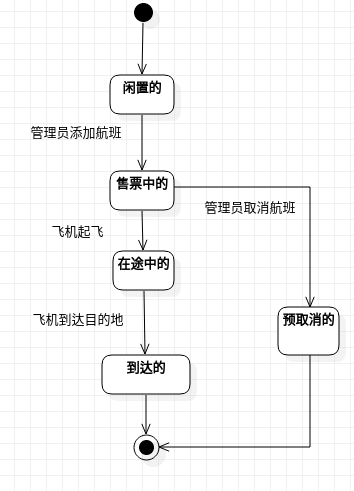 闲置的
管理员添加航班
售票中的
管理员取消航班
飞机起飞
在途中的
飞机到达目的地
预取消的
到达的